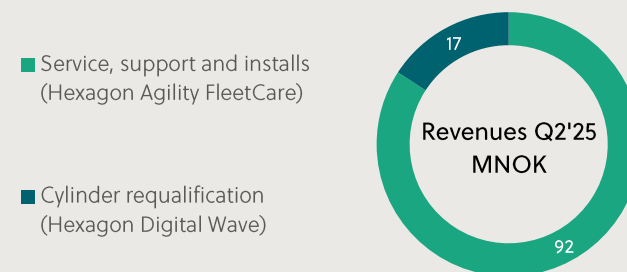 17
Service, support and installs
(Hexagon Agility FleetCare)
Revenues Q2'25
MNOK
Cylinder requalification
(Hexagon Digital Wave)
92